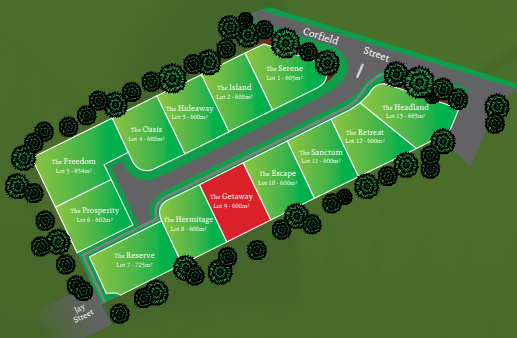 Corfield
Street
The Serene
Lot 1 - 605m²
The Island
Lot 2 - 600m²
The Hideaway
Lot 3 - 600m²
The Oasis
Lot 4 - 600m²
The Freedom
Lot 5 - 834m²
The Prosperity
Lot 6 - 602m²
The Reserve
Lot 7 - 725m²
The Hermitage
Lot 8 - 600m²
The Getaway
Lot 9 - 600m²
The Escape
Lot 10 - 600m²
The Sanctum
Lot 11 - 600m²
The Retreat
Lot 12 - 600m²
The Headland
Lot 13 - 665m²
Jay
Street